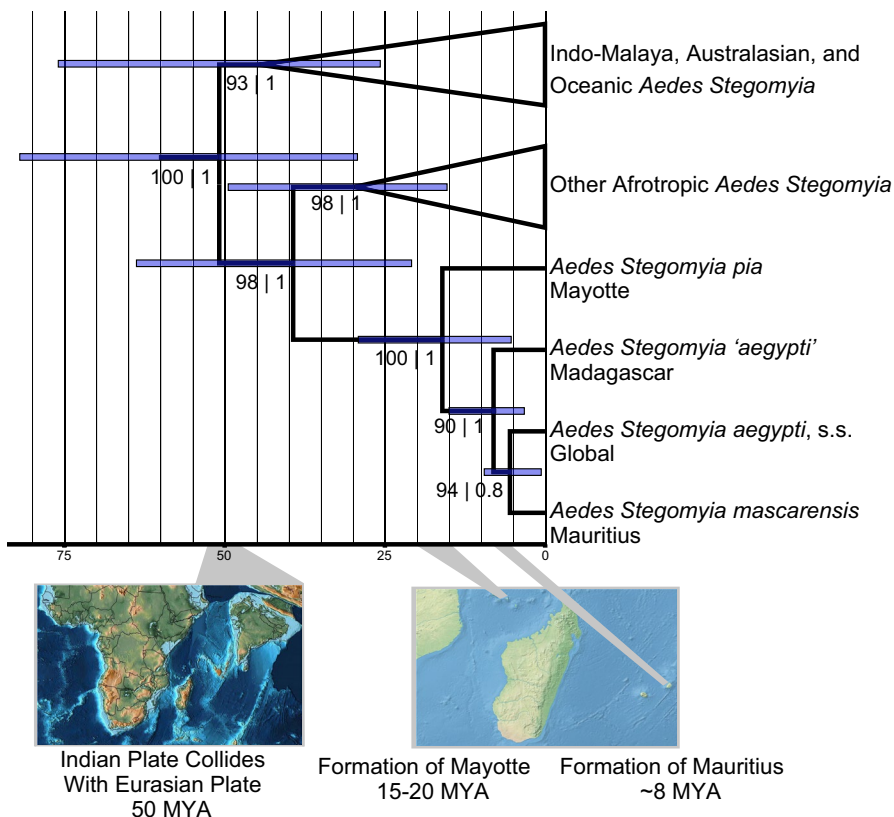 Indo-Malaya, Australasian, and
Oceanic Aedes Stegomyia
93 | 1
100 | 1
Other Afrotropic Aedes Stegomyia
98 | 1
98 | 1
Aedes Stegomyia pia
Mayotte
100 | 1
Aedes Stegomyia ‘aegypti’
Madagascar
90 | 1
Aedes Stegomyia aegypti, s.s.
Global
94 | 0.8
Aedes Stegomyia mascarensis
Mauritius
75
50
25
0
Indian Plate Collides
With Eurasian Plate
50 MYA
Formation of Mayotte
15-20 MYA
Formation of Mauritius
~8 MYA